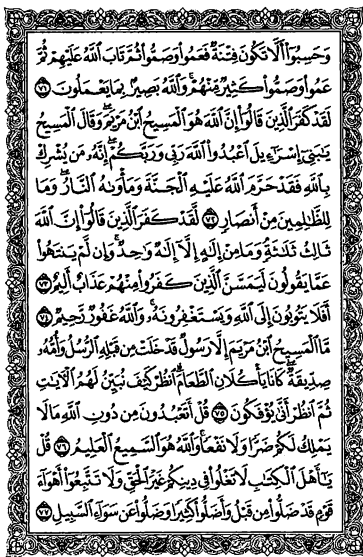 وَحَسِبُوٓا۟ أَلَّا تَكُونَ فِتْنَةٌ فَعَمُوا۟ وَصَمُّوا۟ ثُمَّ تَابَ ٱللَّهُ عَلَيْهِمْ ثُمَّ
عَمُوا۟ وَصَمُّوا۟ كَثِيرٌ مِّنْهُمْ ۚ وَٱللَّهُ بَصِيرٌۢ بِمَا يَعْمَلُونَ ٧١
لَقَدْ كَفَرَ ٱلَّذِينَ قَالُوٓا۟ إِنَّ ٱللَّهَ هُوَ ٱلْمَسِيحُ ٱبْنُ مَرْيَمَ ۖ وَقَالَ ٱلْمَسِيحُ
يَـٰبَنِىٓ إِسْرَٰٓءِيلَ ٱعْبُدُوا۟ ٱللَّهَ رَبِّى وَرَبَّكُمْ ۖ إِنَّهُۥ مَن يُشْرِكْ
بِٱللَّهِ فَقَدْ حَرَّمَ ٱللَّهُ عَلَيْهِ ٱلْجَنَّةَ وَمَأْوَىٰهُ ٱلنَّارُ ۖ وَمَا
لِلظَّـٰلِمِينَ مِنْ أَنصَارٍ ٧٢ لَّقَدْ كَفَرَ ٱلَّذِينَ قَالُوٓا۟ إِنَّ ٱللَّهَ
ثَالِثُ ثَلَـٰثَةٍ ۘ وَمَا مِنْ إِلَـٰهٍ إِلَّآ إِلَـٰهٌ وَٰحِدٌ ۚ وَإِن لَّمْ يَنتَهُوا۟
عَمَّا يَقُولُونَ لَيَمَسَّنَّ ٱلَّذِينَ كَفَرُوا۟ مِنْهُمْ عَذَابٌ أَلِيمٌ ٧٣
أَفَلَا يَتُوبُونَ إِلَى ٱللَّهِ وَيَسْتَغْفِرُونَهُۥ ۚ وَٱللَّهُ غَفُورٌ رَّحِيمٌ ٧٤
مَّا ٱلْمَسِيحُ ٱبْنُ مَرْيَمَ إِلَّا رَسُولٌ قَدْ خَلَتْ مِن قَبْلِهِ ٱلرُّسُلُ وَأُمُّهُۥ
صِدِّيقَةٌ ۖ كَانَا يَأْكُلَانِ ٱلطَّعَامَ ۗ ٱنظُرْ كَيْفَ نُبَيِّنُ لَهُمُ ٱلْـَٔايَـٰتِ
ثُمَّ ٱنظُرْ أَنَّىٰ يُؤْفَكُونَ ٧٥ قُلْ أَتَعْبُدُونَ مِن دُونِ ٱللَّهِ مَا لَا
يَمْلِكُ لَكُمْ ضَرًّا وَلَا نَفْعًا ۚ وَٱللَّهُ هُوَ ٱلسَّمِيعُ ٱلْعَلِيمُ ٧٦ قُلْ
يَـٰٓأَهْلَ ٱلْكِتَـٰبِ لَا تَغْلُوا۟ فِى دِينِكُمْ غَيْرَ ٱلْحَقِّ وَلَا تَتَّبِعُوٓا۟ أَهْوَآءَ
قَوْمٍ قَدْ ضَلُّوا۟ مِن قَبْلُ وَأَضَلُّوا۟ كَثِيرًا وَضَلُّوا۟ عَن سَوَآءِ ٱلسَّبِيلِ ٧٧